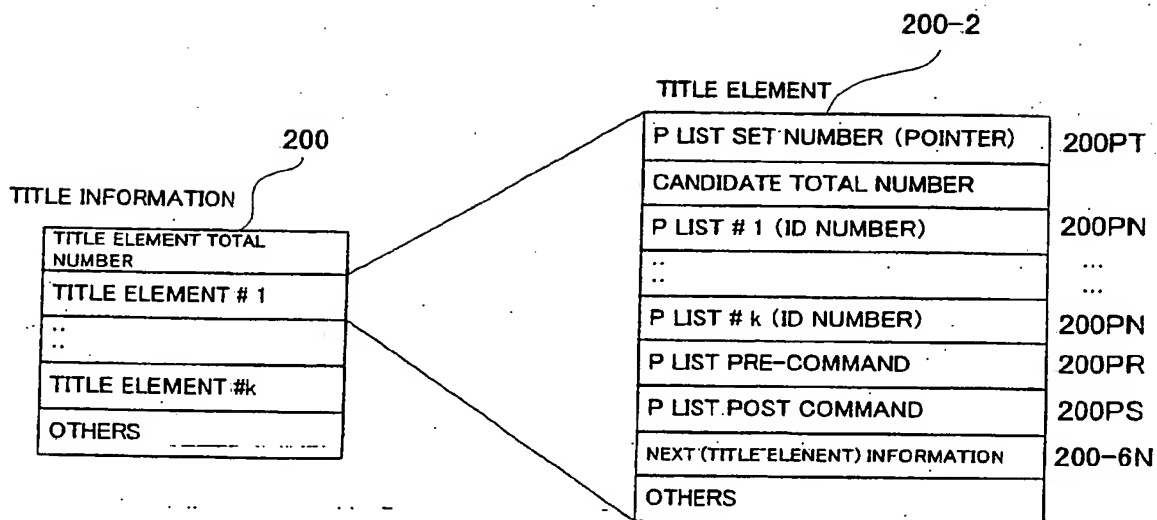 200-2
TITLE ELEMENT
200
TITLE INFORMATION
TITLE ELEMENT TOTAL
NUMBER
TITLE ELEMENT # 1
::
::
TITLE ELEMENT #k
OTHERS
P LIST SET NUMBER (POINTER) 200PT
CANDIDATE TOTAL NUMBER
P LIST # 1 (ID NUMBER) 200PN
:: ...
:: ...
P LIST # k (ID NUMBER) 200PN
P LIST PRE-COMMAND 200PR
P LIST POST COMMAND 200PS
NEXT (TITLE ELENENT) INFORMATION 200-6N
OTHERS